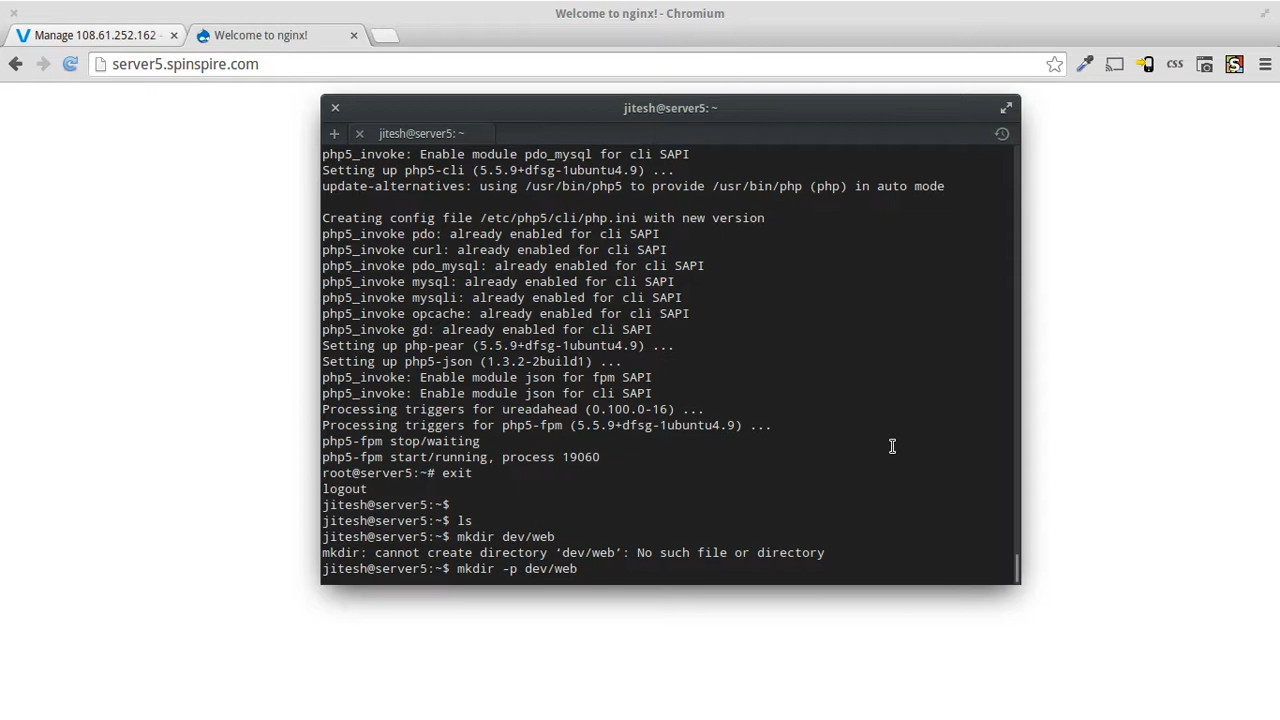 Welcome to nginx! - Chromium
Manage 108.61.252.162 -
Welcome to nginx!
server5.spinspire.com
CSS
S
jitesh@server5: ~
jitesh@server5: ~
php5_invoke: Enable module pdo_mysql for cli SAPI
Setting up php5-cli (5.5.9+dfsg-1ubuntu4.9) ...
update-alternatives: using /usr/bin/php5 to provide /usr/bin/php (php) in auto mode
Creating config file /etc/php5/cli/php.ini with new version
php5_invoke pdo: already enabled for cli SAPI
php5_invoke curl: already enabled for cli SAPI
php5_invoke pdo_mysql: already enabled for cli SAPI
php5_invoke mysql: already enabled for cli SAPI
php5_invoke mysqli: already enabled for cli SAPI
php5_invoke opcache: already enabled for cli SAPI
php5_invoke gd: already enabled for cli SAPI
Setting up php-pear (5.5.9+dfsg-1ubuntu4.9) ...
Setting up php5-json (1.3.2-2build1) ...
php5_invoke: Enable module json for fpm SAPI
php5_invoke: Enable module json for cli SAPI
Processing triggers for ureadahead (0.100.0-16) ...
Processing triggers for php5-fpm (5.5.9+dfsg-1ubuntu4.9) ...
php5-fpm stop/waiting
php5-fpm start/running, process 19060
root@server5:~# exit
logout
jitesh@server5:~$
jitesh@server5:~$ ls
jitesh@server5:~$ mkdir dev/web
mkdir: cannot create directory ‘dev/web’: No such file or directory
jitesh@server5:~$ mkdir -p dev/web